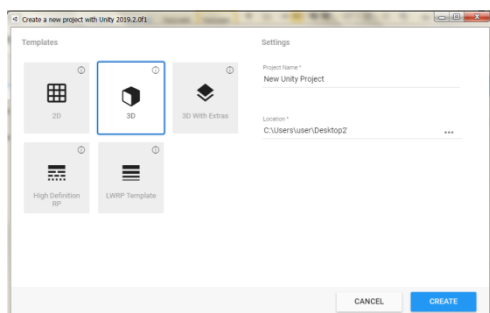 Create a new project with Unity 2019.2.0f1
Templates
Settings
2D
3D
3D With Extras
High Definition
RP
LWRP Template
Project Name *
New Unity Project
Location *
C:\Users\user\Desktop2
CANCEL
CREATE